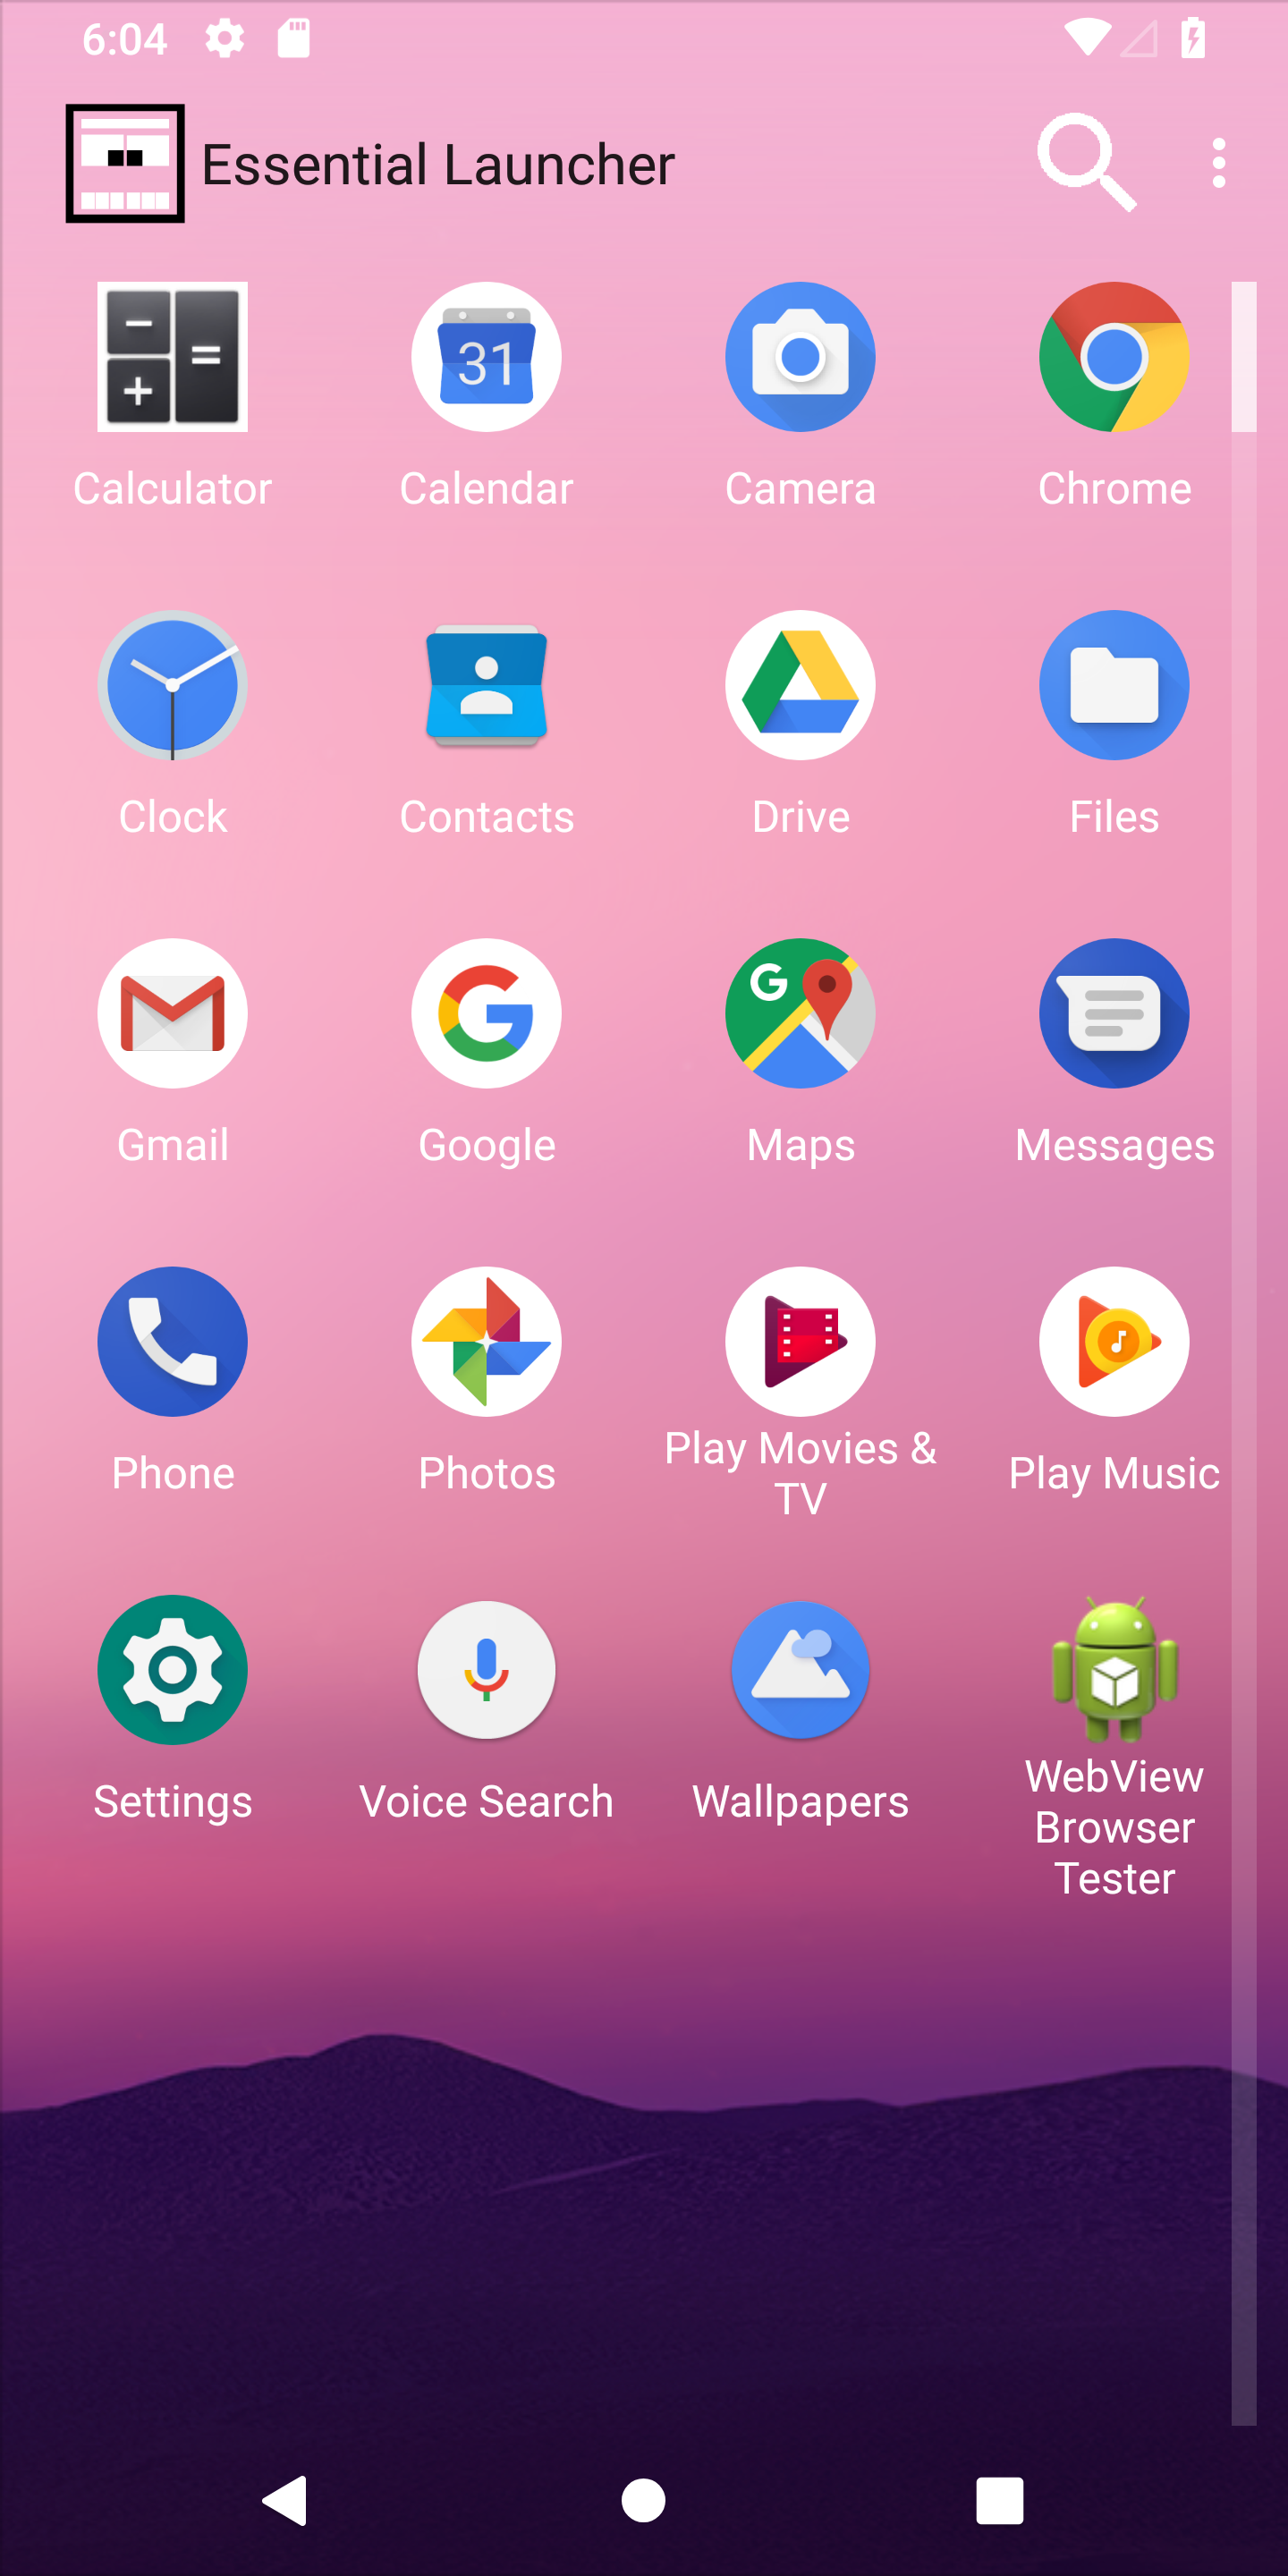 6:04
Essential Launcher
Calculator
Calendar
31
Camera
Chrome
Clock
Contacts
Drive
Files
Gmail
Google
Maps
Messages
Phone
Photos
Play Movies &
TV
Play Music
Settings
Voice Search
Wallpapers
WebView
Browser
Tester